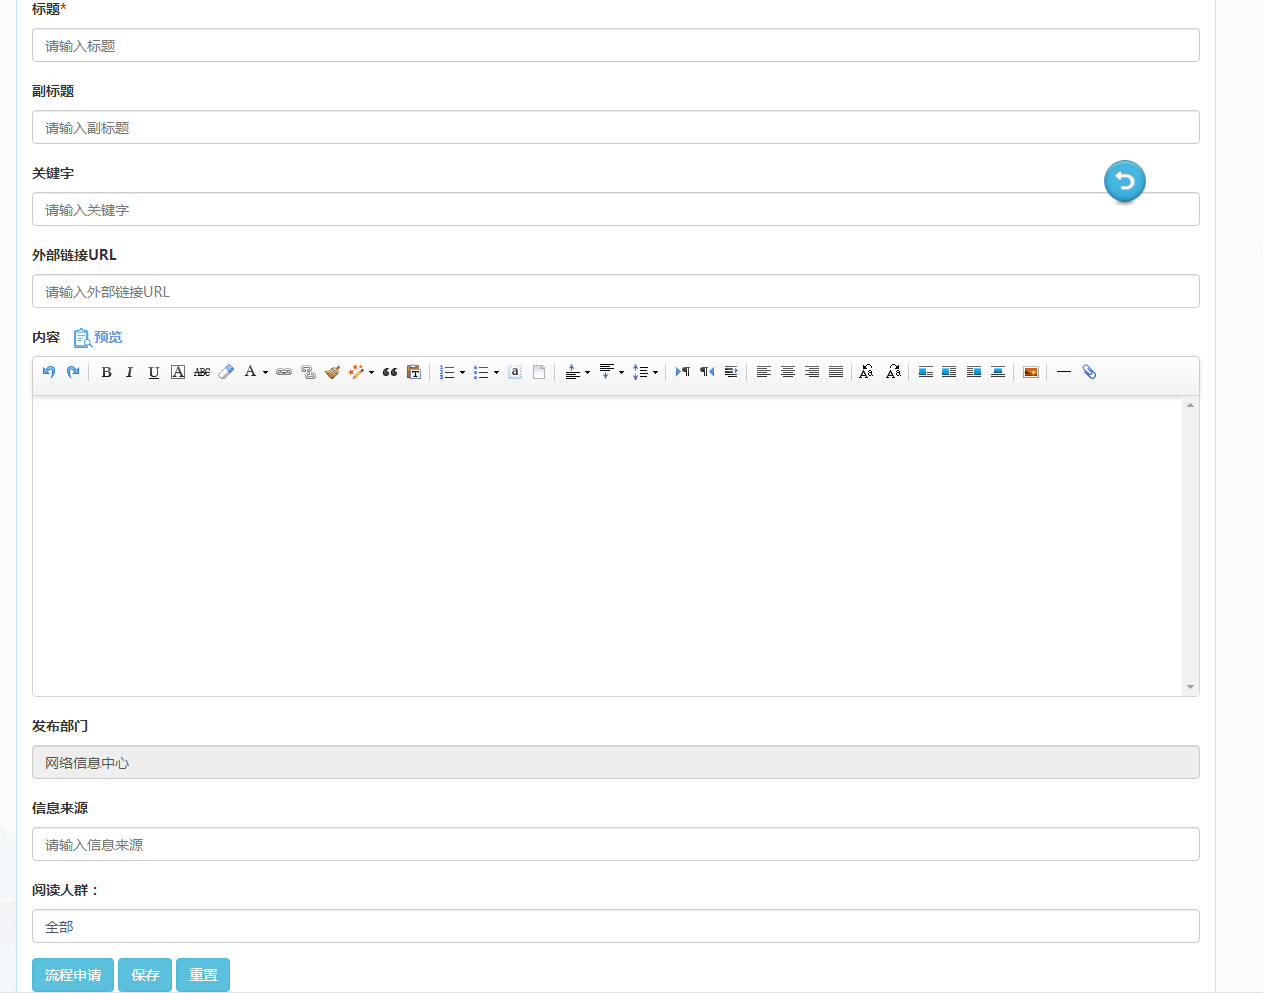 标题*
请输入标题
副标题
请输入副标题
关键字
请输入关键字
外部链接URL
请输入外部链接URL
内容 预览
B I U A ABC A a A a A a
发布部门
网络信息中心
信息来源
请输入信息来源
阅读人群：
全部
流程申请 保存 重置